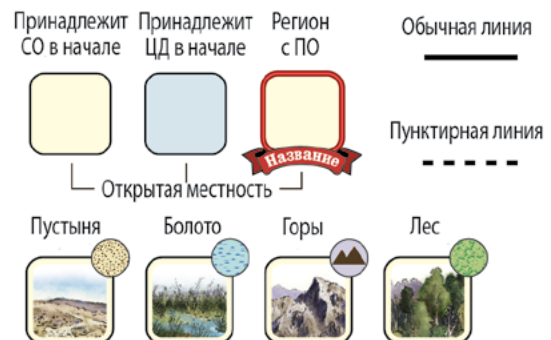 Принадлежит
СО в начале
Принадлежит
ЦД в начале
Регион
с ПО
Обычная линия
Название
Пунктирная линия
Открытая местность
Пустыня
Болото
Горы
Лес